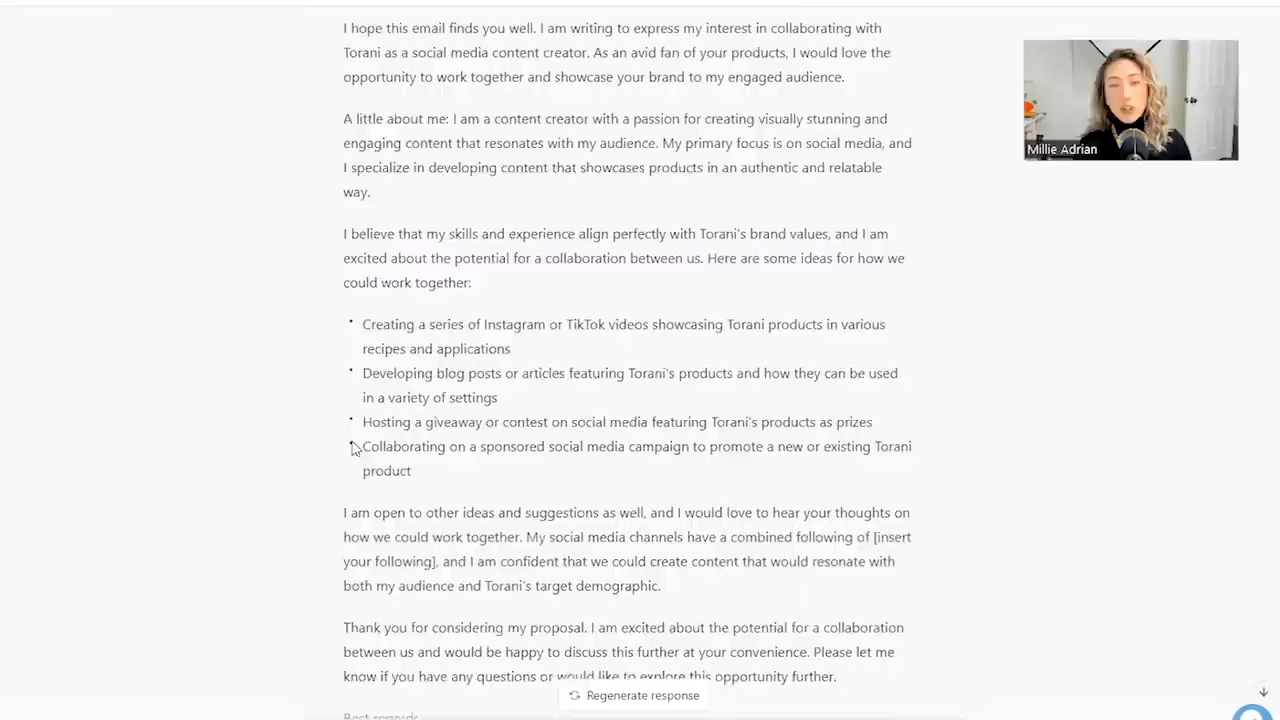 I hope this email finds you well. I am writing to express my interest in collaborating with
Torani as a social media content creator. As an avid fan of your products, I would love the
opportunity to work together and showcase your brand to my engaged audience.
A little about me: I am a content creator with a passion for creating visually stunning and
engaging content that resonates with my audience. My primary focus is on social media, and
I specialize in developing content that showcases products in an authentic and relatable
way.
I believe that my skills and experience align perfectly with Torani's brand values, and I am
excited about the potential for a collaboration between us. Here are some ideas for how we
could work together:
Creating a series of Instagram or TikTok videos showcasing Torani products in various
recipes and applications
Developing blog posts or articles featuring Torani's products and how they can be used
in a variety of settings
Hosting a giveaway or contest on social media featuring Torani's products as prizes
Collaborating on a sponsored social media campaign to promote a new or existing Torani
product
I am open to other ideas and suggestions as well, and I would love to hear your thoughts on
how we could work together. My social media channels have a combined following of [insert
your following], and I am confident that we could create content that would resonate with
both my audience and Torani's target demographic.
Thank you for considering my proposal. I am excited about the potential for a collaboration
between us and would be happy to discuss this further at your convenience. Please let me
know if you have any questions or would like to explore this opportunity further.
Regenerate response
Best regards
Millie Adrian